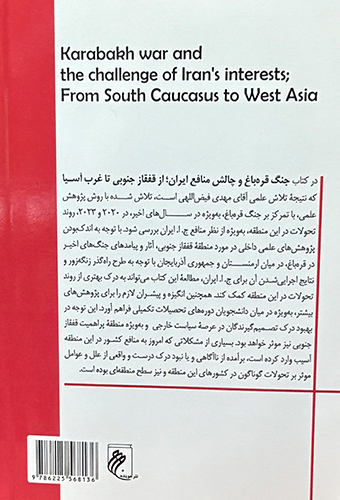 Karabakh war and
the challenge of Iran's interests;
From South Caucasus to West Asia
در کتاب جنگ قره‌باغ و چالش منافع ایران؛ از قفقاز جنوبی تا غرب آسیا
که نتیجهٔ تلاش علمی آقای مهدی فیض‌اللهی است، تلاش شده با روش پژوهش
علمی، با تمرکز بر جنگ قره‌باغ، به‌ویژه در سال‌های اخیر، در ۲۰۲۰ و ۲۰۲۳، روند
تحولات در این منطقه، به‌ویژه از نظر منافع ج.ا. ایران بررسی شود. با توجه به اندک‌بودن
پژوهش‌های علمی داخلی در مورد منطقهٔ قفقاز جنوبی، آثار و پیامدهای جنگ‌های اخیر
در قره‌باغ، در میان ارمنستان و جمهوری آذربایجان با توجه به طرح راه‌گذر زنگه‌زور و
نتایج اجرایی‌شدن آن برای ج.ا. ایران، مطالعهٔ این کتاب می‌تواند به درک بهتری از روند
تحولات در این منطقه کمک کند. همچنین انگیزه و پیشران لازم را برای پژوهش‌های
بیشتر، به‌ویژه در میان دانشجویان دوره‌های تحصیلات تکمیلی فراهم آورد. این توجه در
بهبود درک تصمیم‌گیرندگان در عرصهٔ سیاست خارجی و به‌ویژه منطقهٔ پراهمیت قفقاز
جنوبی نیز موثر خواهد بود. بسیاری از مشکلاتی که امروز به منافع کشور در این منطقه
آسیب وارد کرده است، برآمده از ناآگاهی و یا نبود درک درست و واقعی از علل و عوامل
موثر بر تحولات گوناگون در کشورهای این منطقه و نیز سطح منطقه‌ای بوده است.
9 786225 568136